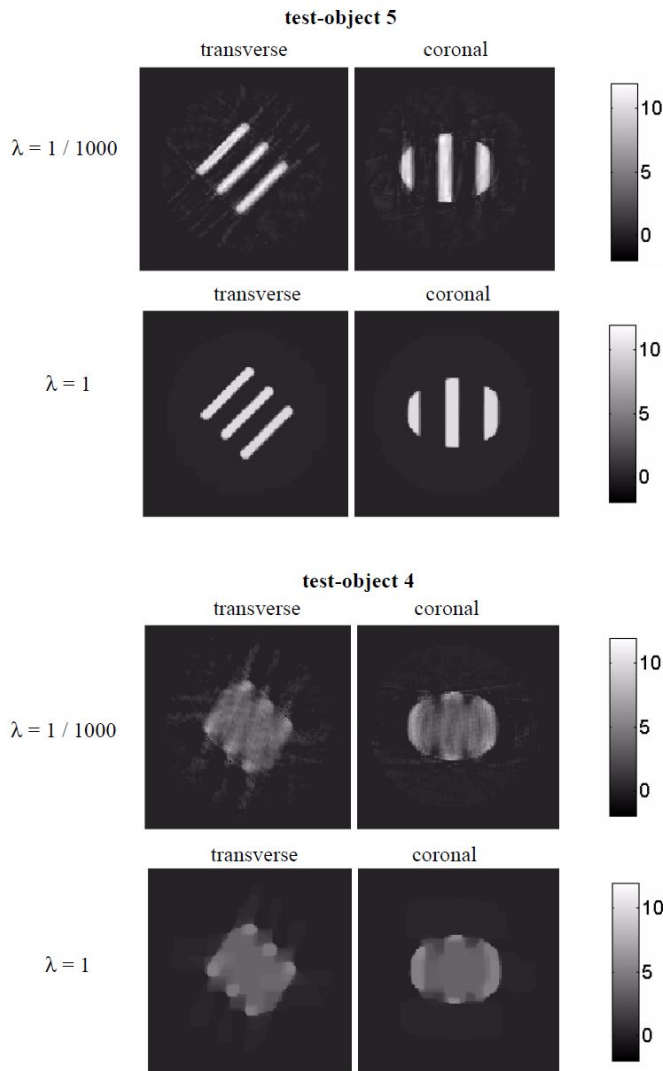 test-object 5
transverse coronal
λ = 1 / 1000
10
0
transverse coronal
λ = 1
10
5
0
test-object 4
transverse coronal
λ = 1 / 1000
10
5
0
transverse coronal
λ = 1
10
5
0